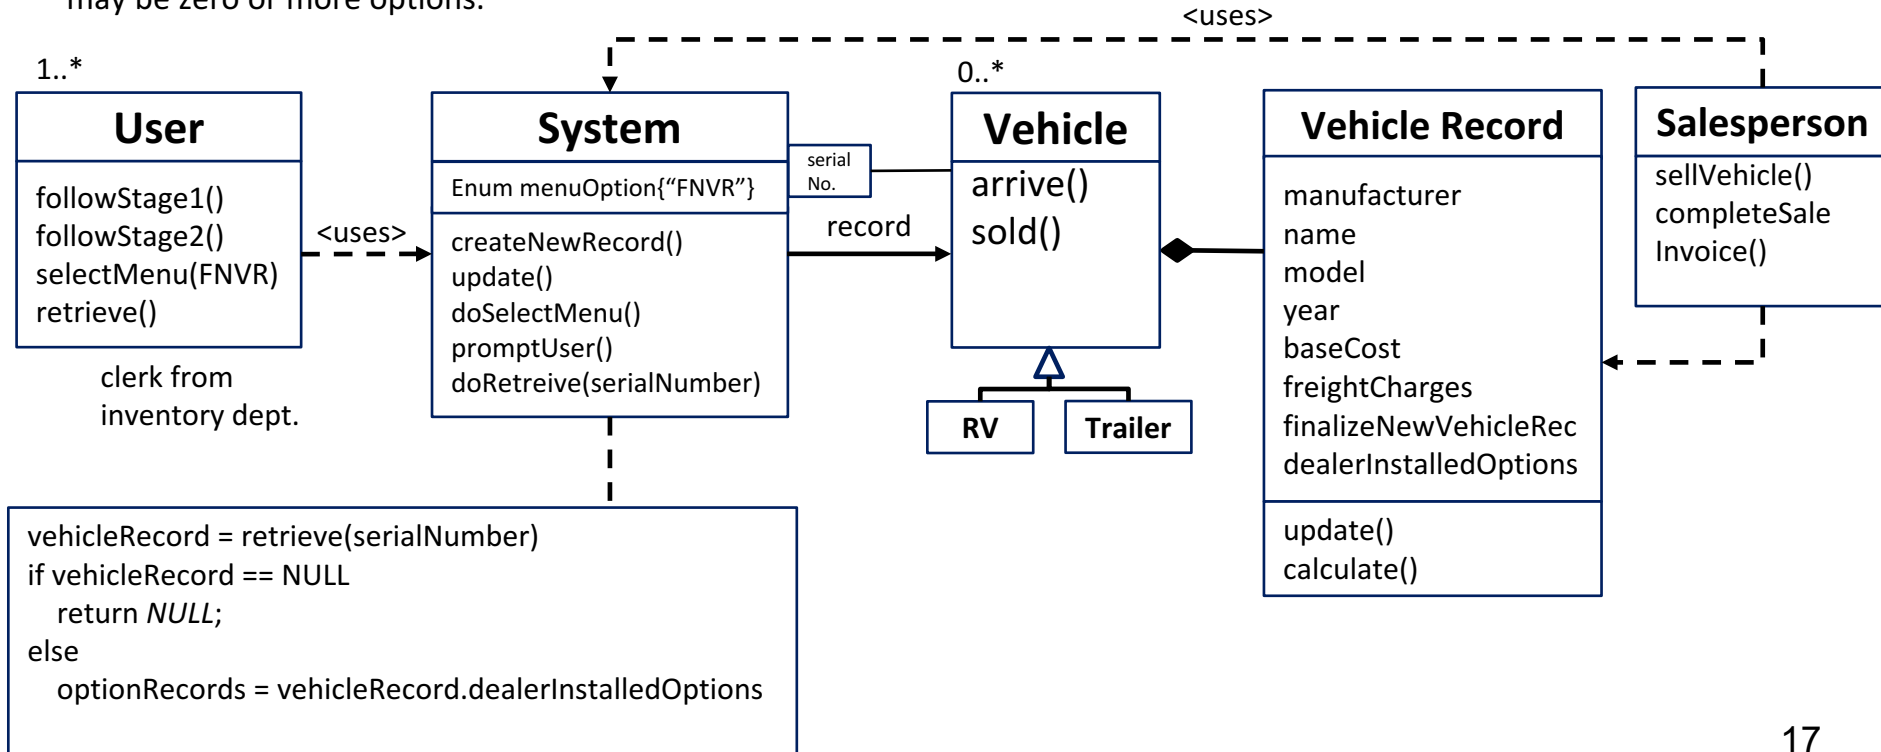 may be zero or more options.
<uses>
1..*
0..*
User
followStage1()
followStage2()
selectMenu(FNVR)
retrieve()
clerk from
inventory dept.
<uses>
System
Enum menuOption{“FNVR”}
createNewRecord()
update()
doSelectMenu()
promptUser()
doRetreive(serialNumber)
serial
No.
record
Vehicle
arrive()
sold()
RV
Trailer
Vehicle Record
manufacturer
name
model
year
baseCost
freightCharges
finalizeNewVehicleRec
dealerInstalledOptions
update()
calculate()
Salesperson
sellVehicle()
completeSale
Invoice()
vehicleRecord = retrieve(serialNumber)
if vehicleRecord == NULL
return NULL;
else
optionRecords = vehicleRecord.dealerInstalledOptions
17